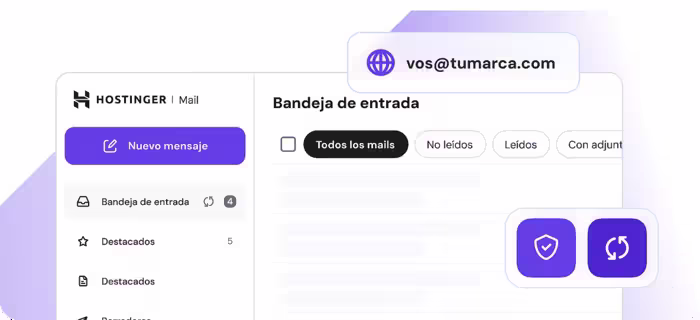 vos@tumarca.com
HOSTINGER | Mail
Bandeja de entrada
Nuevo mensaje
Todos los mails
No leídos
Leídos
Con adjunt
Bandeja de entrada 4
Destacados 5
Destacados